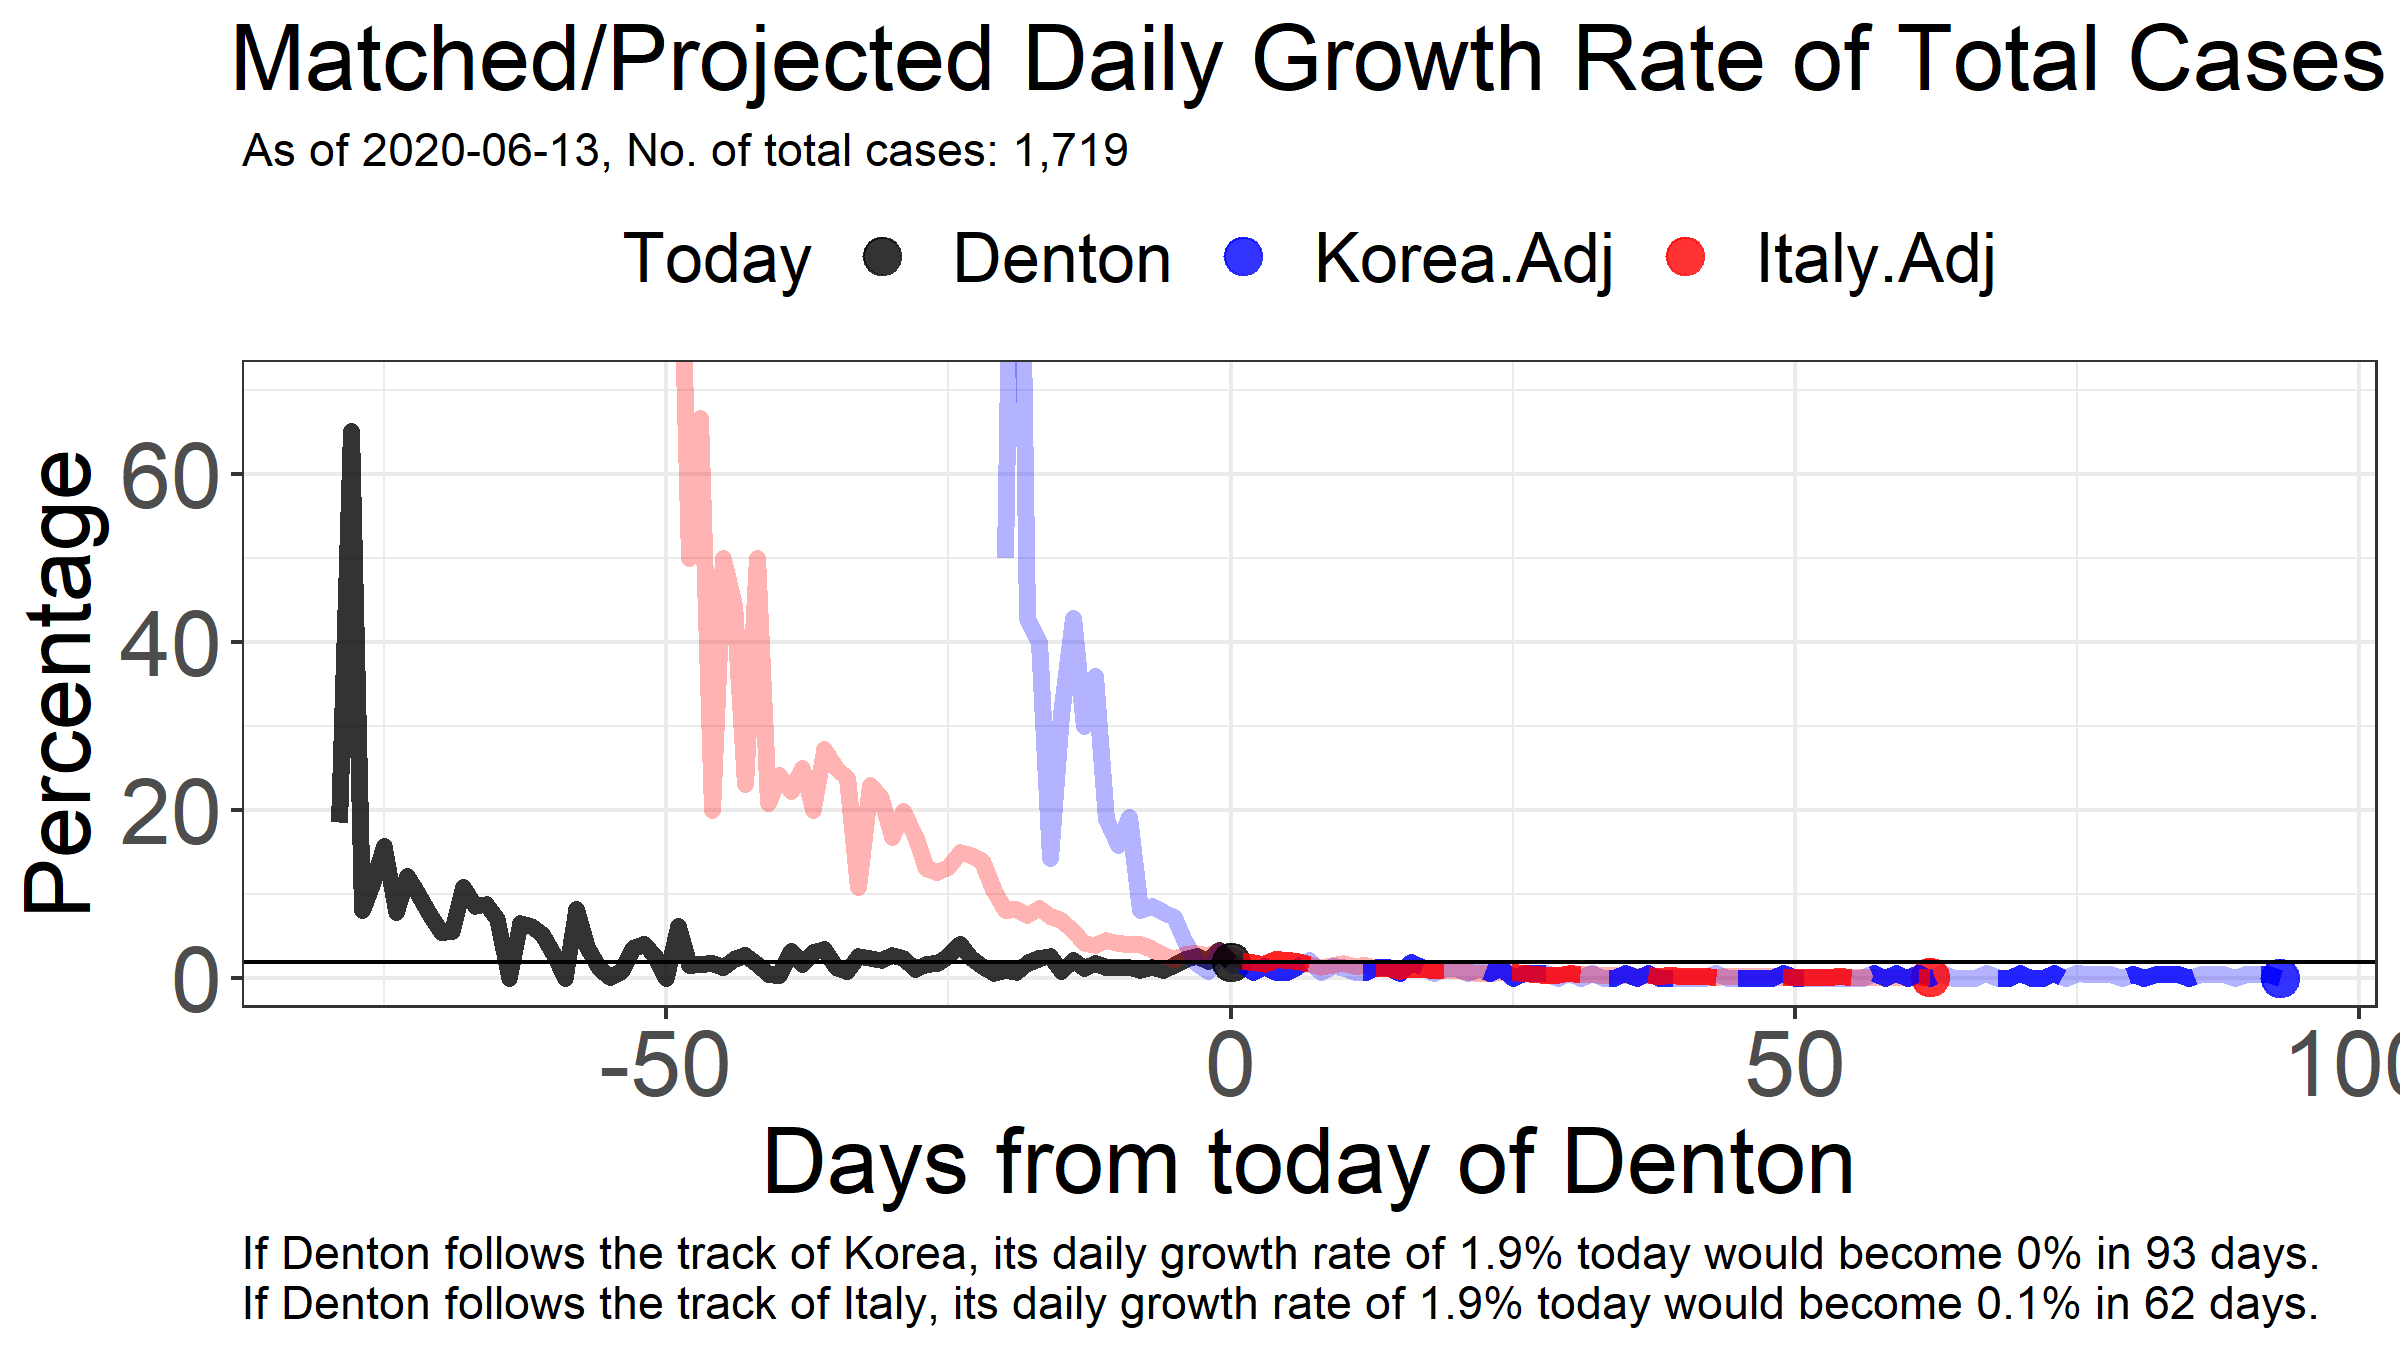 Matched/Projected Daily Growth Rate of Total Cases
As of 2020-06-13, No. of total cases: 1,719
Today Denton Korea.Adj Italy.Adj
Percentage
60
40
20
0
-50 0 50 100
Days from today of Denton
If Denton follows the track of Korea, its daily growth rate of 1.9% today would become 0% in 93 days.
If Denton follows the track of Italy, its daily growth rate of 1.9% today would become 0.1% in 62 days.